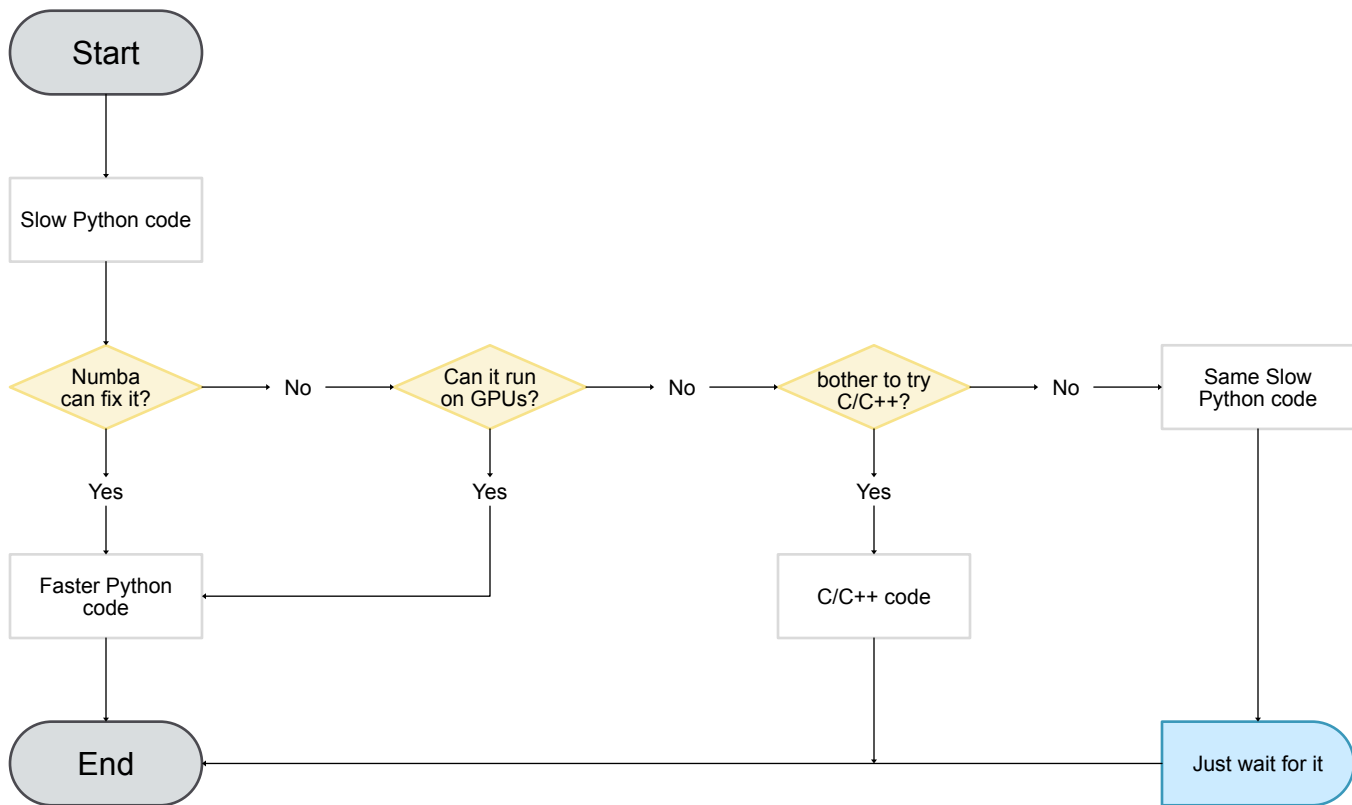 Start
Slow Python code
Numba
can fix it?
No
Can it run
on GPUs?
No
bother to try
C/C++?
No
Same Slow
Python code
Yes
Yes
Yes
Faster Python
code
C/C++ code
End
Just wait for it